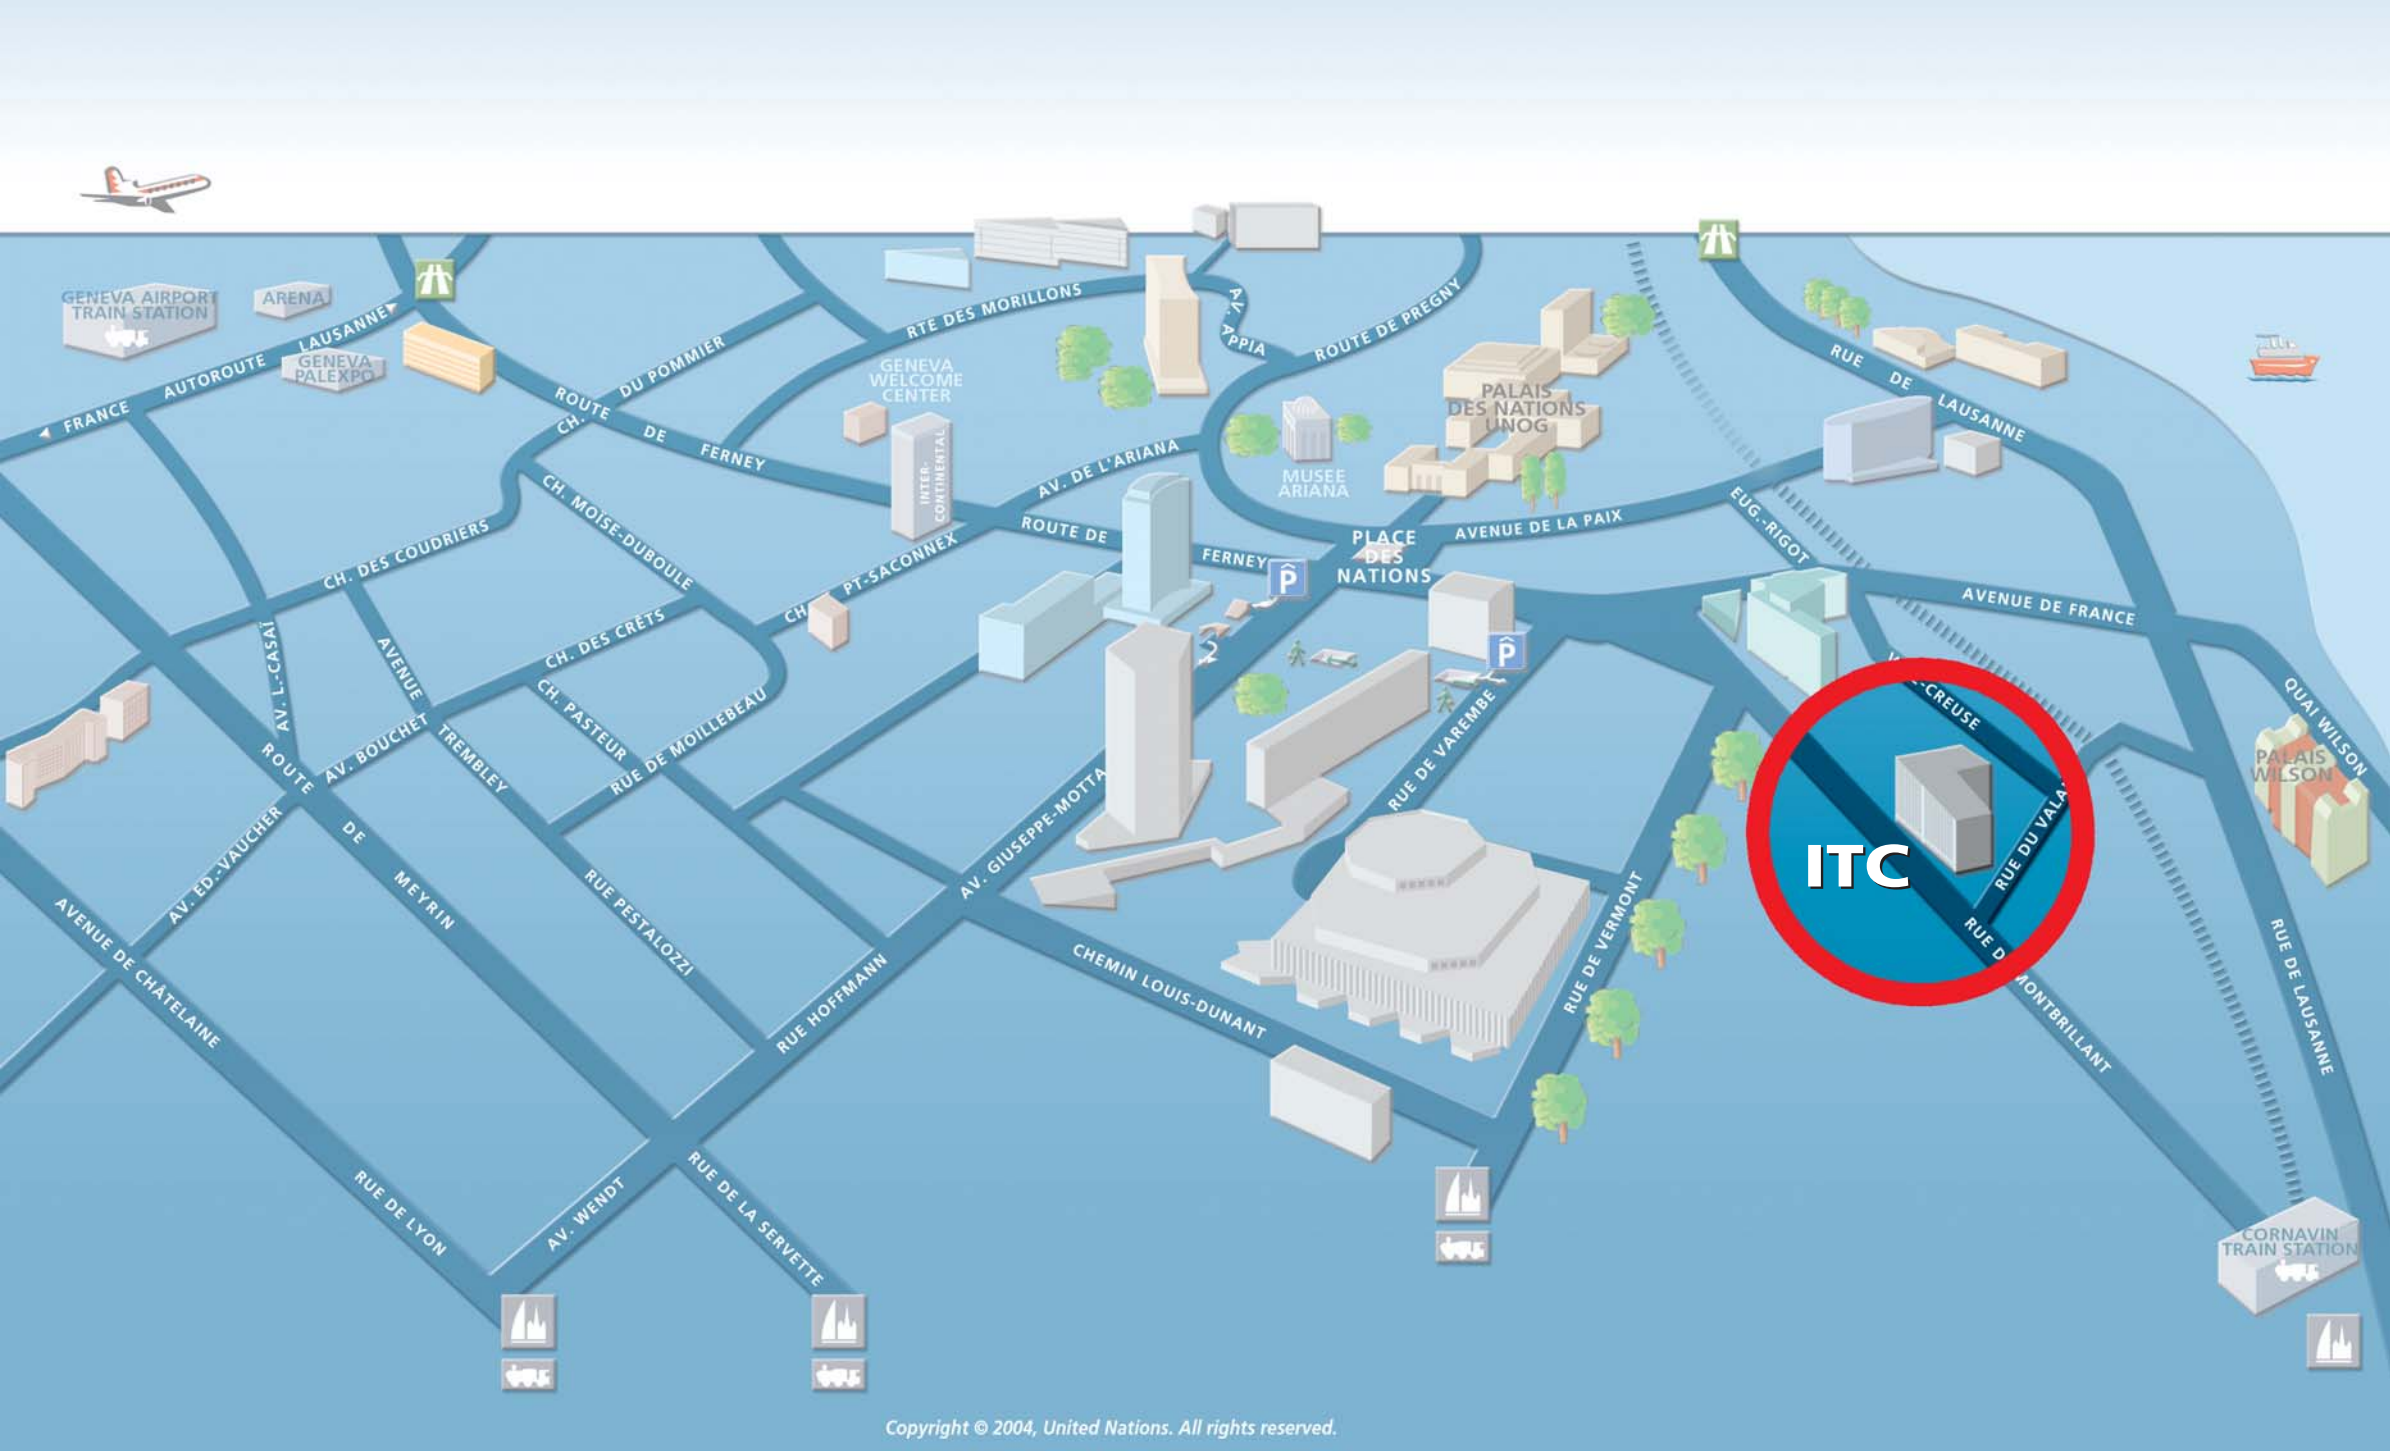 GENEVA AIRPORT
TRAIN STATION
ARENA
LAUSANNE
GENEVA
PALEXPO
AUTOROUTE
FRANCE
RTE DES MORILLONS
AV. APPIA
ROUTE DE PREGNY
CH. DU POMMIER
ROUTE DE FERNEY
GENEVA
WELCOME
CENTER
INTER-
CONTINENTAL
AV. DE L'ARIANA
MUSEE
ARIANA
PALAIS
DES NATIONS
UNOG
RUE DE LAUSANNE
CH. MOÏSE-DUBOULE
CH. DES COUDRIERS
CH. PT-SACONNEX
ROUTE DE FERNEY
P
PLACE
DES
NATIONS
AVENUE DE LA PAIX
EUG.-RIGOT
AVENUE DE FRANCE
AV. L.-CASAÏ
AVENUE TREMBLEY
CH. DES CRÊTS
CH. PASTEUR
AV. BOUCHET
RUE DE MOILLEBEAU
P
RUE DE VAREMBE
-CREUSE
QUAI WILSON
PALAIS
WILSON
ROUTE DE MEYRIN
AV. ED.-VAUCHER
AV. GIUSEPPE-MOTTA
ITC
RUE DU VALA
RUE D MONTBRILLANT
AVENUE DE CHÂTELAINE
RUE PESTALOZZI
RUE HOFFMANN
CHEMIN LOUIS-DUNANT
RUE DE VERMONT
RUE DE LAUSANNE
RUE DE LYON
AV. WENDT
RUE DE LA SERVETTE
CORNAVIN
TRAIN STATION
Copyright © 2004, United Nations. All rights reserved.